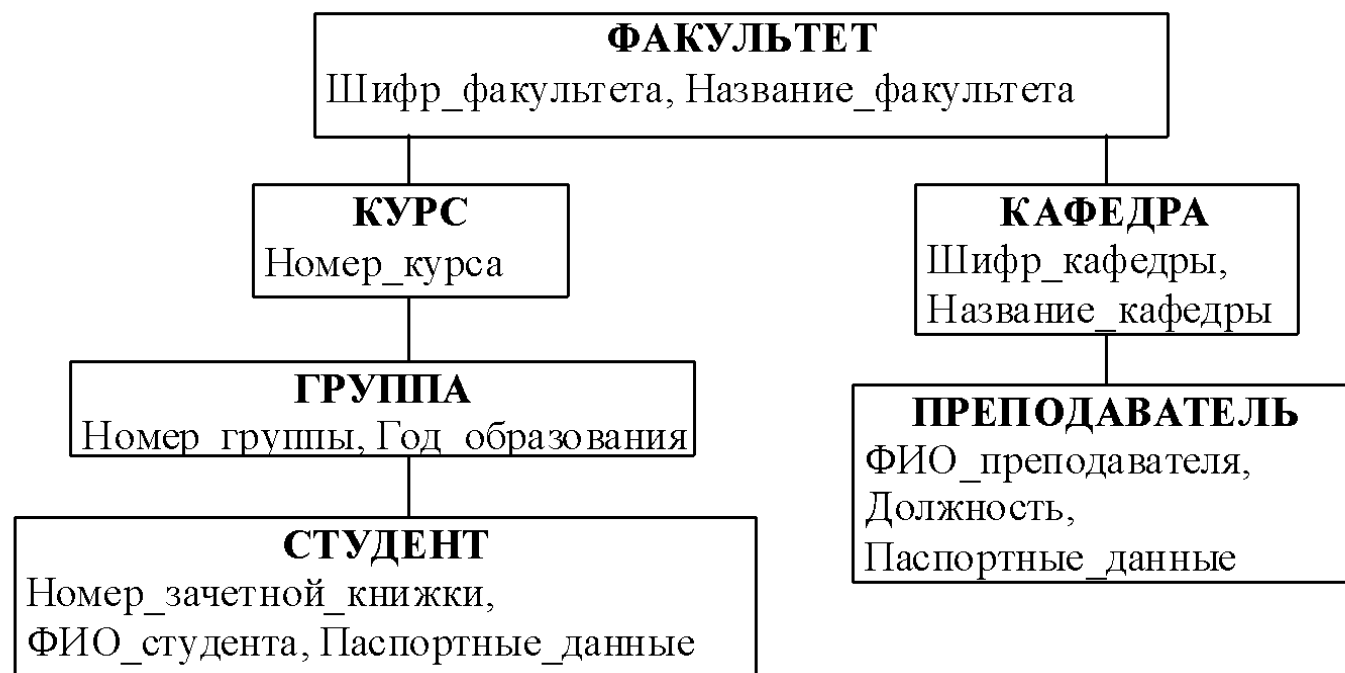 ФАКУЛЬТЕТ
Шифр_факультета, Название_факультета
КУРС
Номер_курса
КАФЕДРА
Шифр_кафедры,
Название_кафедры
ГРУППА
Номер_группы, Год_образования
ПРЕПОДАВАТЕЛЬ
ФИО_преподавателя,
Должность,
Паспортные_данные
СТУДЕНТ
Номер_зачетной_книжки,
ФИО_студента, Паспортные_данные